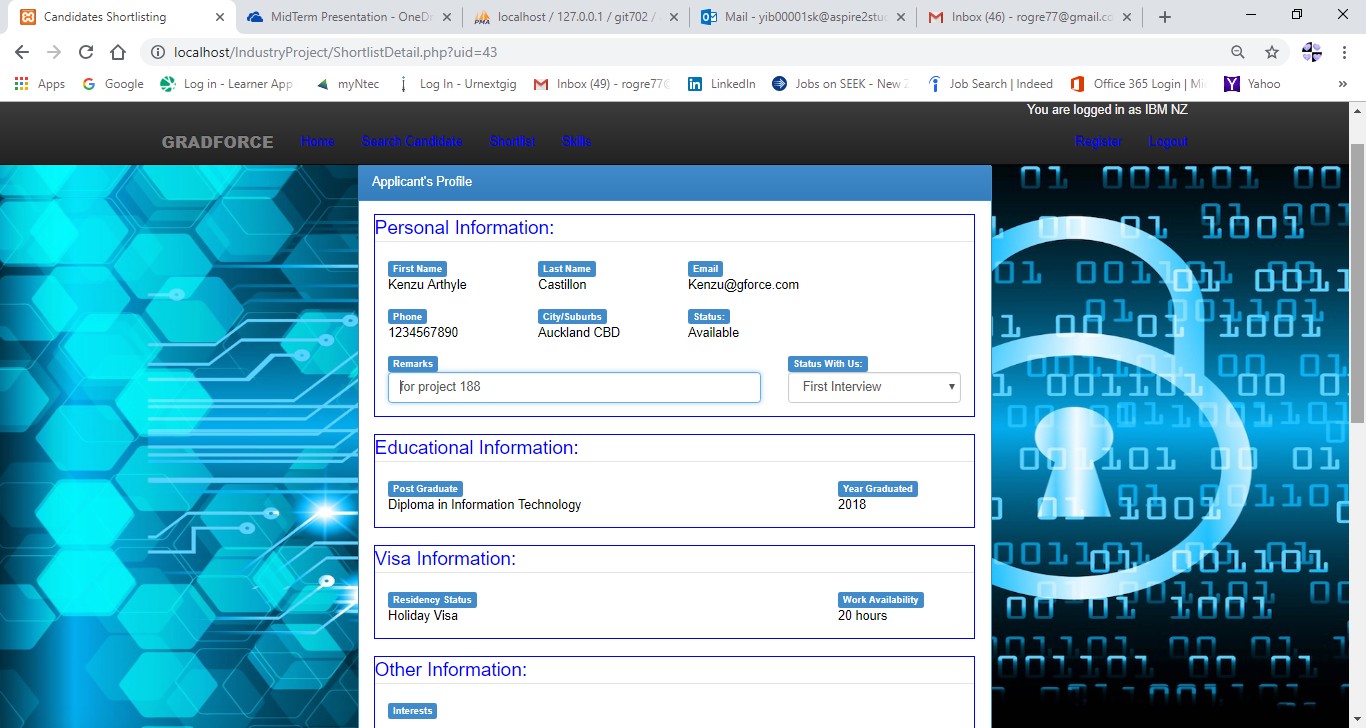 Candidates Shortlisting
MidTerm Presentation - OneDr
localhost / 127.0.0.1 / git702 /
Mail - yib00001sk@aspire2stud
Inbox (46) - rogre77@gmail.co
localhost/IndustryProject/ShortlistDetail.php?uid=43
Apps
Google
Log in - Learner App
myNtec
Log In - Urnextgig
Inbox (49) - rogre77@
LinkedIn
Jobs on SEEK - New Z
Job Search | Indeed
Office 365 Login | Mi
Yahoo
You are logged in as IBM NZ
GRADFORCE
Home
Search Candidate
Shortlist
Skills
Register
Logout
Applicant's Profile
Personal Information:
First Name
Last Name
Email
Kenzu Arthyle
Castillon
Kenzu@gforce.com
Phone
City/Suburbs
Status:
1234567890
Auckland CBD
Available
Remarks
Status With Us:
for project 188
First Interview
Educational Information:
Post Graduate
Year Graduated
Diploma in Information Technology
2018
Visa Information:
Residency Status
Work Availability
Holiday Visa
20 hours
Other Information:
Interests